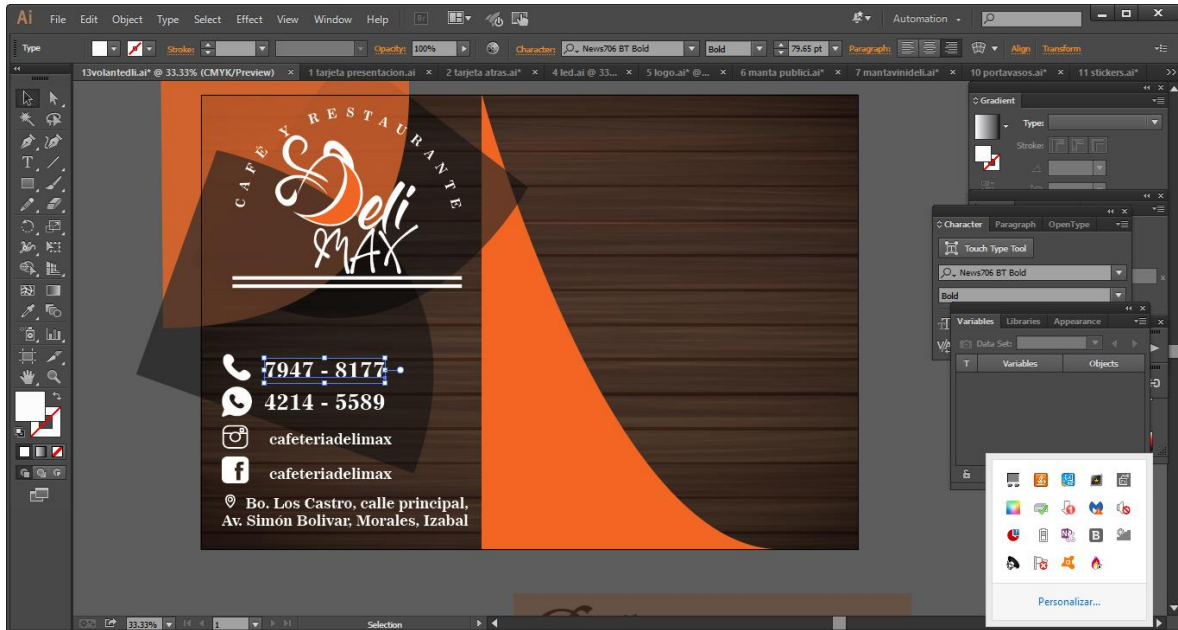 Ai File Edit Object Type Select Effect View Window Help Br Automation
Type Stroke: Opacity: 100% Character: News706 BT Bold Bold 79.65 pt Paragraph: Align Transform
13volantedli.ai* @ 33.33% (CMYK/Preview) × 1 tarjeta presentacion.ai × 2 tarjeta atras.ai* × 4 led.ai @ 33... × 5 logo.ai* @... × 6 manta publici.ai* × 7 mantavinideli.ai* × 10 portavasos.ai* × 11 stickers.ai*
CAFÉ Y RESTAURANTE
Deli
MAX
7947 - 8177
4214 - 5589
cafeteriadelimax
cafeteriadelimax
Bo. Los Castro, calle principal,
Av. Simón Bolivar, Morales, Izabal
Gradient
Type:
Stroke:
Character Paragraph OpenType
Touch Type Tool
News706 BT Bold
Bold
Variables Libraries Appearance
Data Set:
T Variables Objects
Personalizar...
33.33% 1 Selection